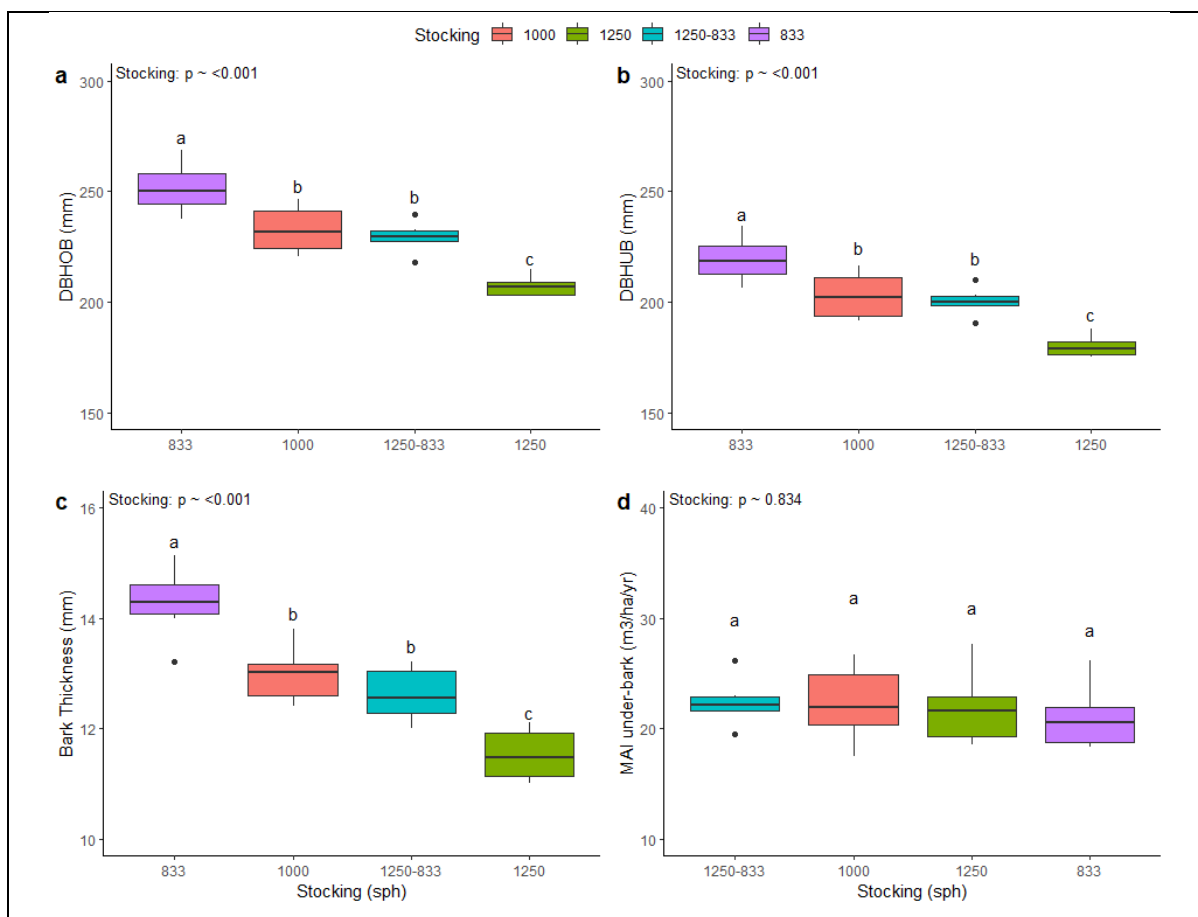 Stocking 1000 1250 1250-833 833
a
Stocking: p ~ <0.001
300
250
200
150
DBHOB (mm)
a
b
b
c
833 1000 1250-833 1250
b
Stocking: p ~ <0.001
300
250
200
150
DBHUB (mm)
a
b
b
c
833 1000 1250-833 1250
c
Stocking: p ~ <0.001
16
14
12
10
Bark Thickness (mm)
a
b
b
c
833 1000 1250-833 1250
Stocking (sph)
d
Stocking: p ~ 0.834
40
30
20
10
MAI under-bark (m3/ha/yr)
a
a
a
a
1250-833 1000 1250 833
Stocking (sph)